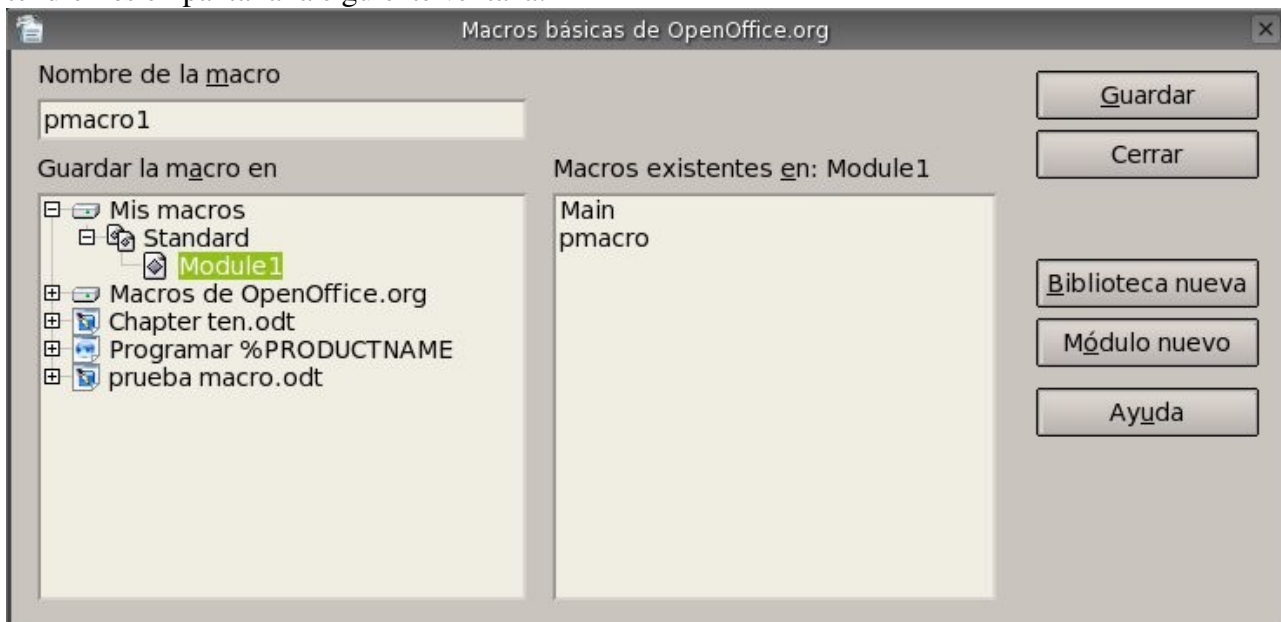 Macros básicas de OpenOffice.org
Nombre de la macro
pmacro1
Guardar la macro en
Mis macros
Standard
Module1
Macros de OpenOffice.org
Chapter ten.odt
Programar %PRODUCTNAME
prueba macro.odt
Macros existentes en: Module1
Main
pmacro
Guardar
Cerrar
Biblioteca nueva
Módulo nuevo
Ayuda